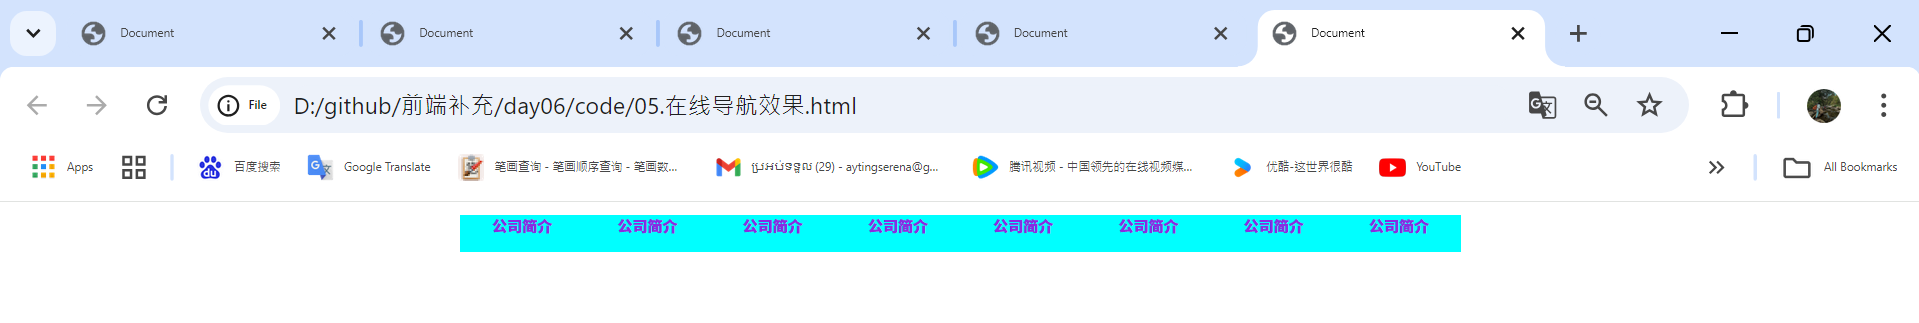 Document Document Document Document Document
File D:/github/前端补充/day06/code/05.在线导航效果.html
Apps 百度搜索 Google Translate 笔画查询 - 笔画顺序查询 - 笔画数... ប្រអប់ទទួល (29) - aytingserena@g... 腾讯视频 - 中国领先的在线视频媒... 优酷-这世界很酷 YouTube All Bookmarks
公司简介 公司简介 公司简介 公司简介 公司简介 公司简介 公司简介 公司简介